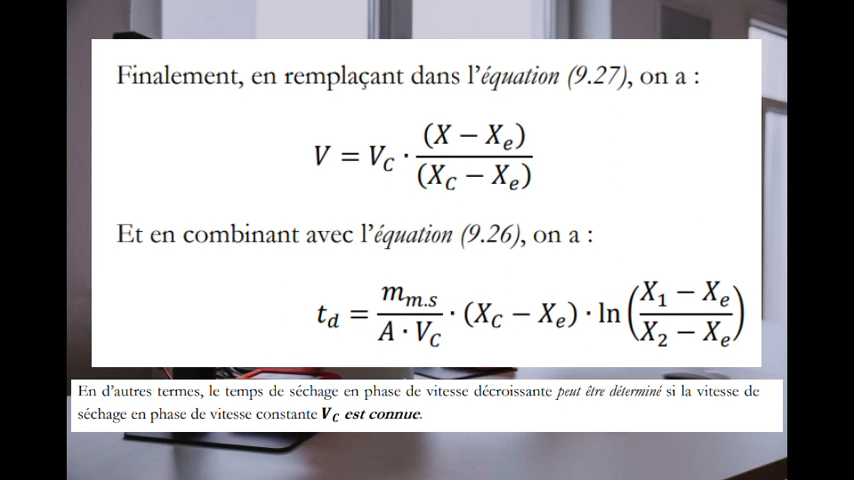 Finalement, en remplaçant dans l'équation (9.27), on a :
V = V_C · (X − X_e) / (X_C − X_e)
Et en combinant avec l'équation (9.26), on a :
t_d = m_{m.s} / (A · V_C) · (X_C − X_e) · ln((X_1 − X_e) / (X_2 − X_e))
En d'autres termes, le temps de séchage en phase de vitesse décroissante peut être déterminé si la vitesse de
séchage en phase de vitesse constante V_C est connue.